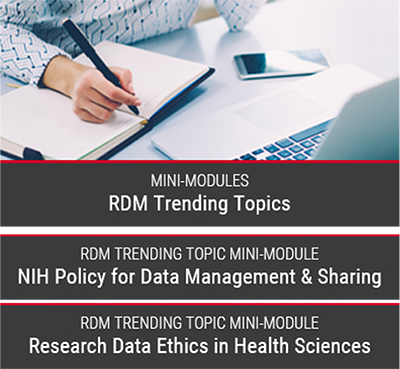 MINI-MODULES
RDM Trending Topics
RDM TRENDING TOPIC MINI-MODULE
NIH Policy for Data Management & Sharing
RDM TRENDING TOPIC MINI-MODULE
Research Data Ethics in Health Sciences